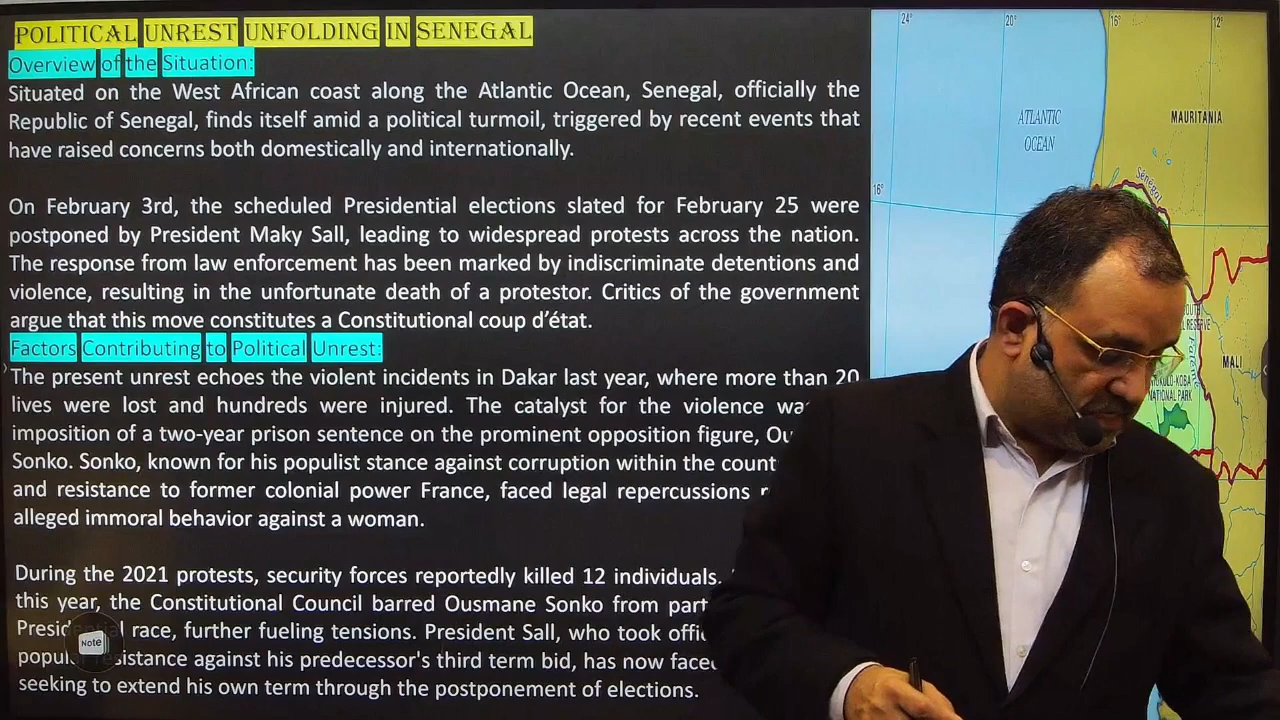 POLITICAL UNREST UNFOLDING IN SENEGAL
Overview of the Situation:
Situated on the West African coast along the Atlantic Ocean, Senegal, officially the
Republic of Senegal, finds itself amid a political turmoil, triggered by recent events that
have raised concerns both domestically and internationally.
On February 3rd, the scheduled Presidential elections slated for February 25 were
postponed by President Maky Sall, leading to widespread protests across the nation.
The response from law enforcement has been marked by indiscriminate detentions and
violence, resulting in the unfortunate death of a protestor. Critics of the government
argue that this move constitutes a Constitutional coup d’état.
Factors Contributing to Political Unrest:
The present unrest echoes the violent incidents in Dakar last year, where more than 20
lives were lost and hundreds were injured. The catalyst for the violence
imposition of a two-year prison sentence on the prominent opposition figure,
Sonko. Sonko, known for his populist stance against corruption within the
and resistance to former colonial power France, faced legal repercussions
alleged immoral behavior against a woman.
During the 2021 protests, security forces reportedly killed 12 individuals.
this year, the Constitutional Council barred Ousmane Sonko from
race, further fueling tensions. President Sall, who took
against his predecessor's third term bid, has now
seeking to extend his own term through the postponement of elections.
Note
24°
20°
16°
12°
ATLANTIC
OCEAN
MAURITANIA
16°
Sénégal
MALI
NATIONAL PARK